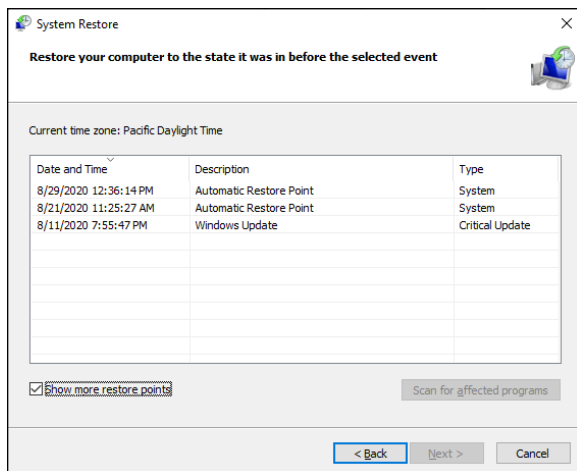 System Restore
Restore your computer to the state it was in before the selected event
Current time zone: Pacific Daylight Time
Date and Time Description Type
8/29/2020 12:36:14 PM Automatic Restore Point System
8/21/2020 11:25:27 AM Automatic Restore Point System
8/11/2020 7:55:47 PM Windows Update Critical Update
Show more restore points Scan for affected programs
< Back Next > Cancel